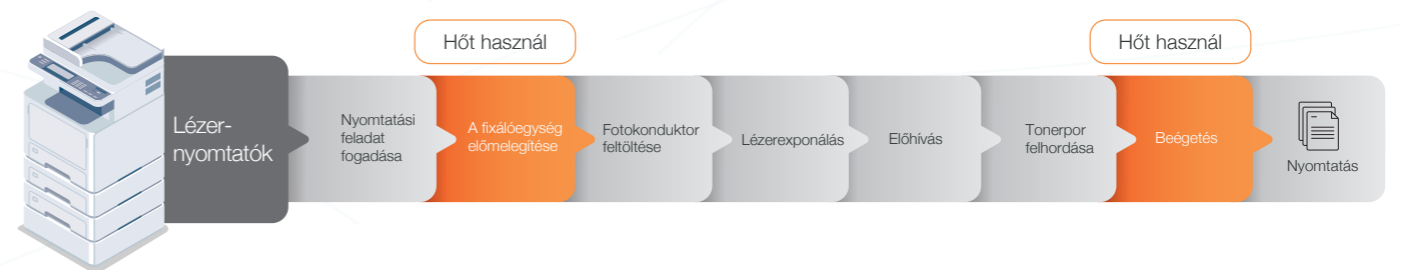 Hőt használ
Hőt használ
Lézer-
nyomtatók
Nyomtatási
feladat
fogadása
A fixálóegység
előmelegítése
Fotokonduktor
feltöltése
Lézerexponálás
Előhívás
Tonerpor
felhordása
Beégetés
Nyomtatás